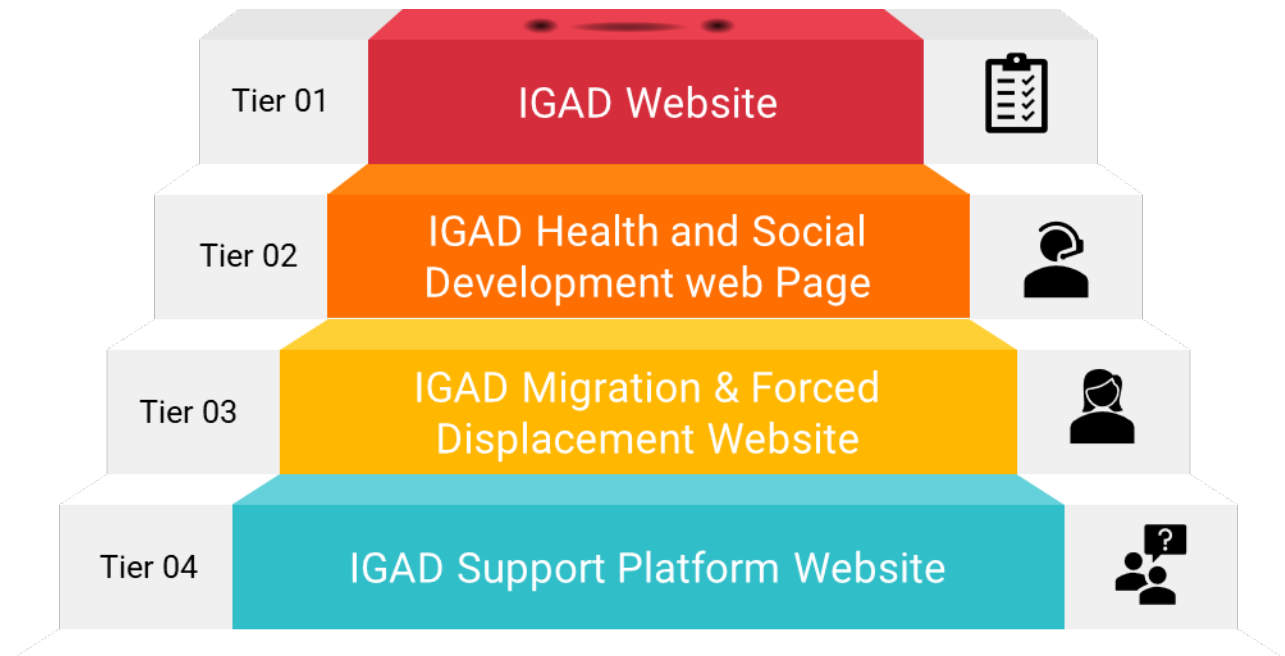 Tier 01
IGAD Website
Tier 02
IGAD Health and Social
Development web Page
Tier 03
IGAD Migration & Forced
Displacement Website
Tier 04
IGAD Support Platform Website
?